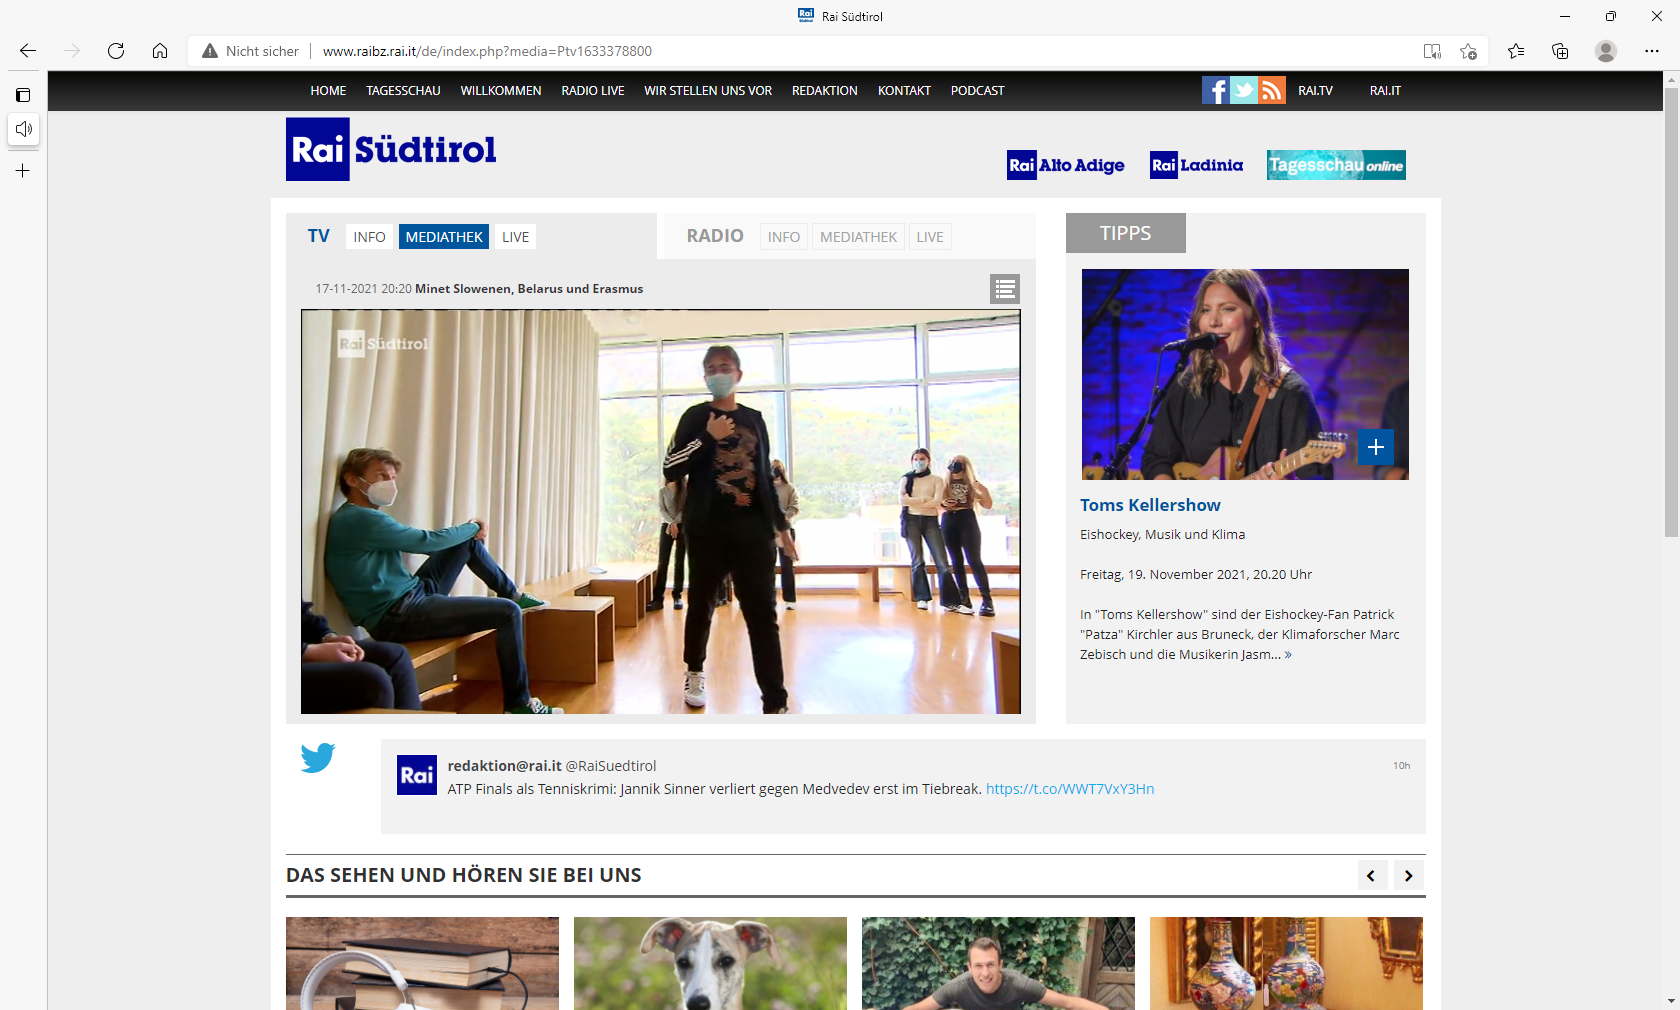 Rai Südtirol
Nicht sicher
www.raibz.rai.it/de/index.php?media=Ptv1633378800
HOME TAGESSCHAU WILLKOMMEN RADIO LIVE WIR STELLEN UNS VOR REDAKTION KONTAKT PODCAST RAI.TV RAI.IT
Rai Südtirol
Rai Alto Adige Rai Ladinia Tagesschau online
TV INFO MEDIATHEK LIVE RADIO INFO MEDIATHEK LIVE
TIPPS
17-11-2021 20:20 Minet Slowenen, Belarus und Erasmus
Rai Südtirol
Toms Kellershow
Eishockey, Musik und Klima
Freitag, 19. November 2021, 20.20 Uhr
In "Toms Kellershow" sind der Eishockey-Fan Patrick
"Patza" Kirchler aus Bruneck, der Klimaforscher Marc
Zebisch und die Musikerin Jasm... »
Rai
redaktion@rai.it @RaiSuedtirol 10h
ATP Finals als Tenniskrimi: Jannik Sinner verliert gegen Medvedev erst im Tiebreak. https://t.co/WWT7VxY3Hn
DAS SEHEN UND HÖREN SIE BEI UNS